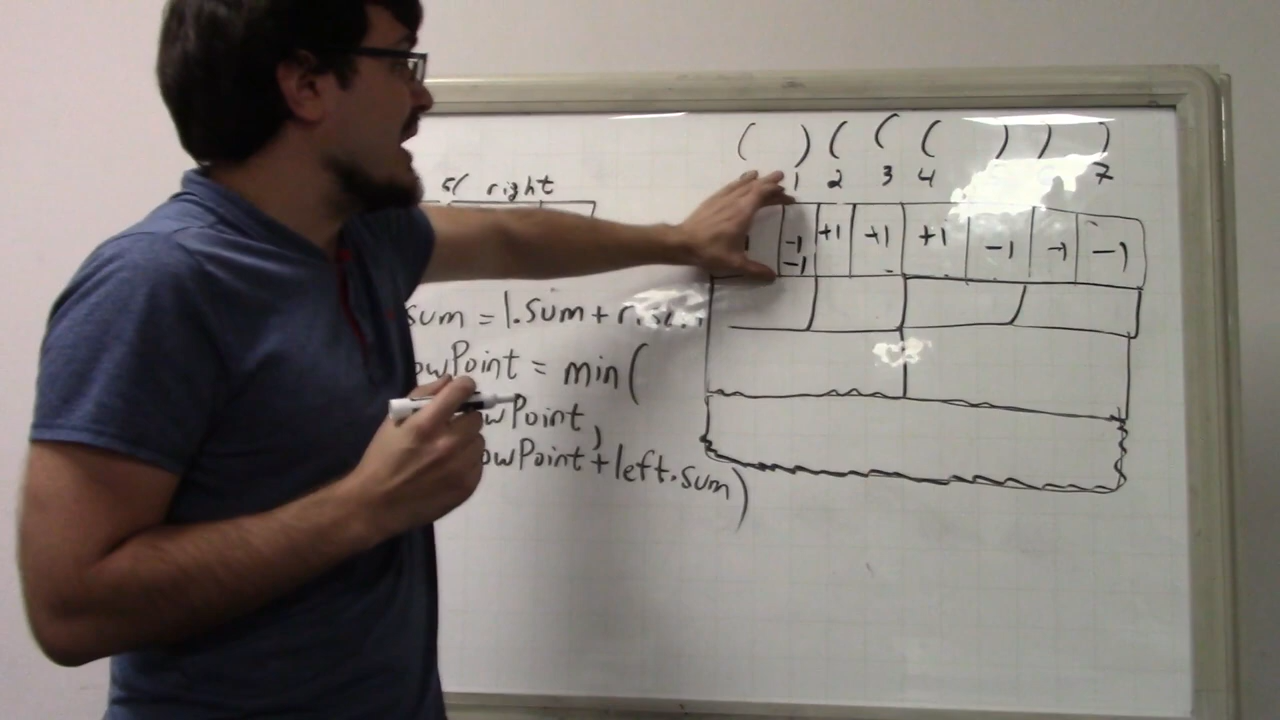 ( ) ( ( ( ) ) )
1 2 3 4 7
s( right
-1 +1 +1 +1 -1 -1 -1
-1
sum = l.sum + r
owPoint = min(
owPoint,
owPoint + left.sum)